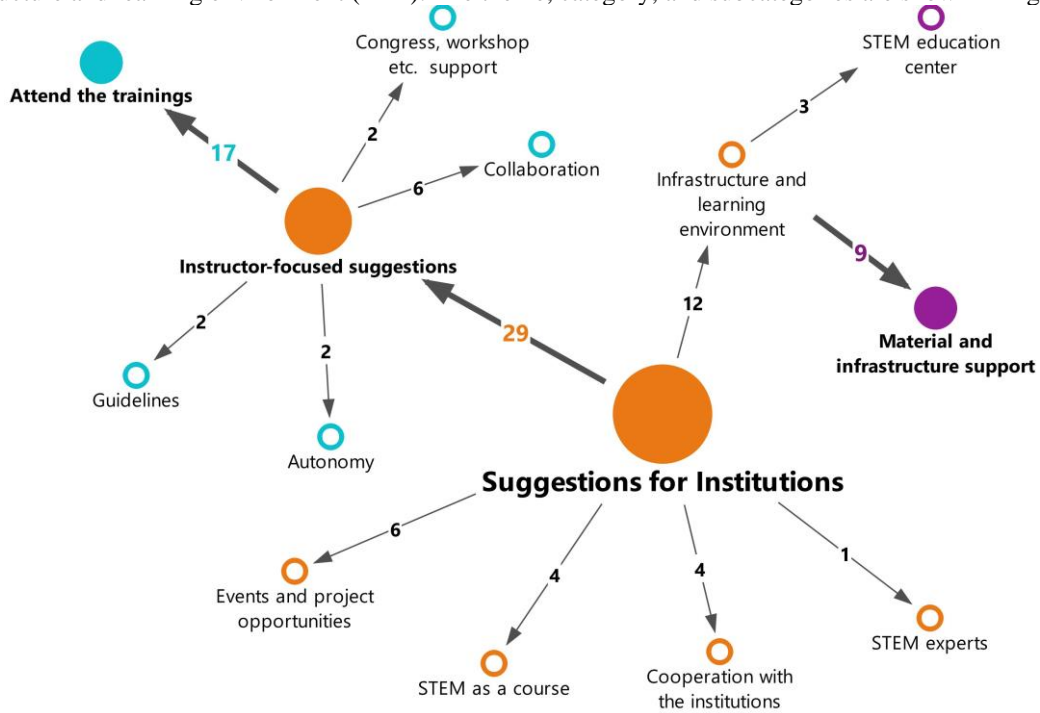 Congress, workshop
etc. support
STEM education
center
Attend the trainings
2
3
17
Collaboration
6
Infrastructure and
learning
environment
Instructor-focused suggestions
9
12
2
2
29
Material and
infrastructure support
Guidelines
Autonomy
Suggestions for Institutions
6
4
4
1
Events and project
opportunities
STEM as a course
Cooperation with
the institutions
STEM experts